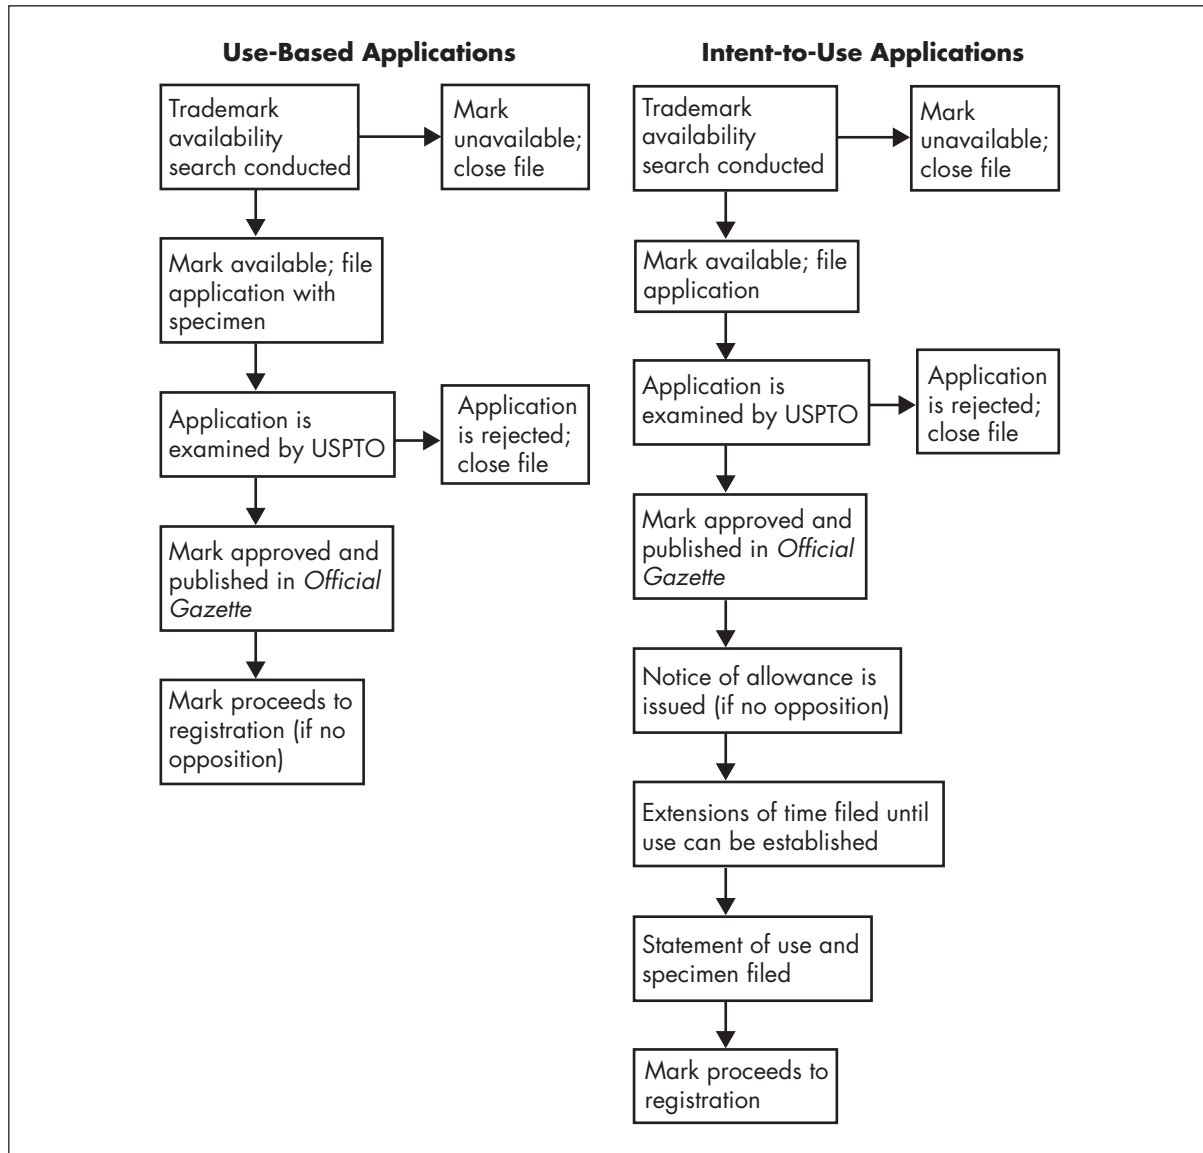 Use-Based Applications
Trademark
availability
search conducted
Mark
unavailable;
close file
Mark available; file
application with
specimen
Application is
examined by USPTO
Application
is rejected;
close file
Mark approved and
published in Official
Gazette
Mark proceeds to
registration (if no
opposition)
Intent-to-Use Applications
Trademark
availability
search conducted
Mark
unavailable;
close file
Mark available; file
application
Application is
examined by USPTO
Application
is rejected;
close file
Mark approved and
published in Official
Gazette
Notice of allowance is
issued (if no opposition)
Extensions of time filed until
use can be established
Statement of use and
specimen filed
Mark proceeds to
registration